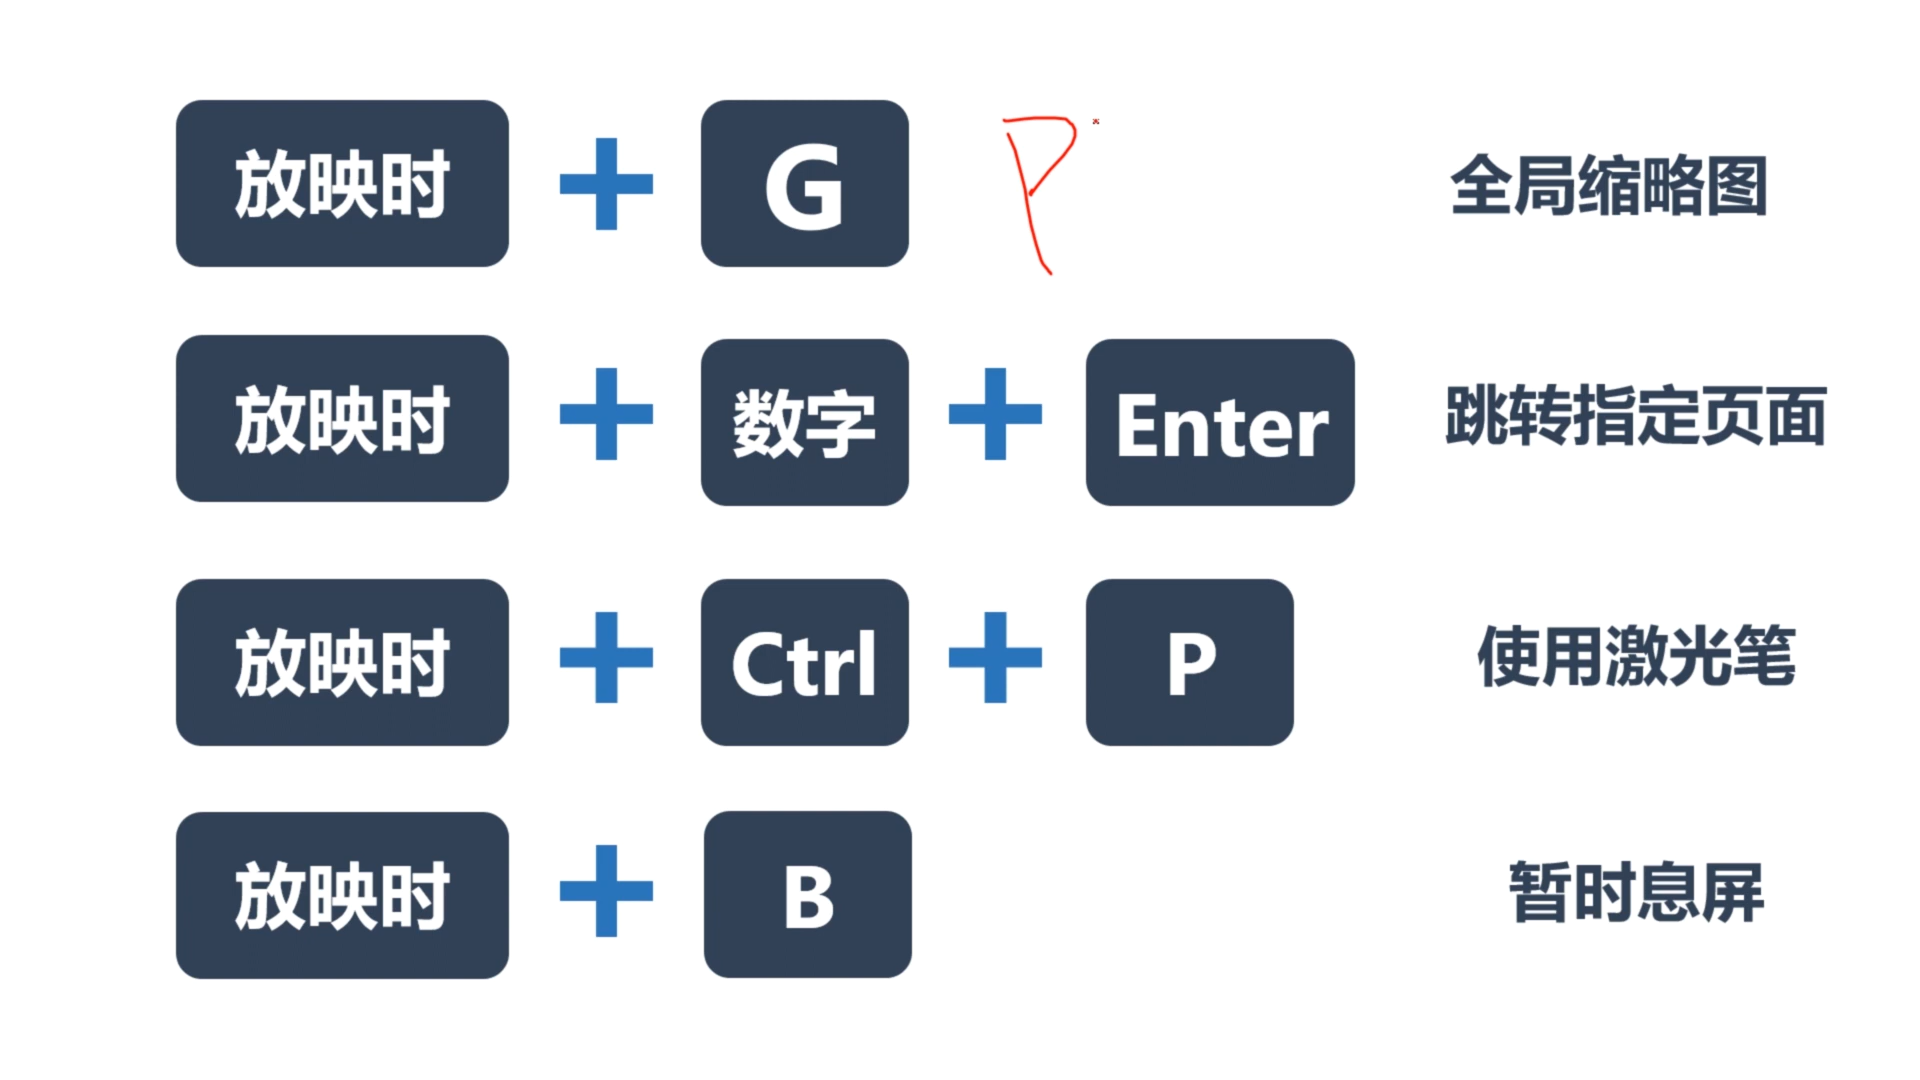 放映时 + G P 全局缩略图
放映时 + 数字 + Enter 跳转指定页面
放映时 + Ctrl + P 使用激光笔
放映时 + B 暂时息屏